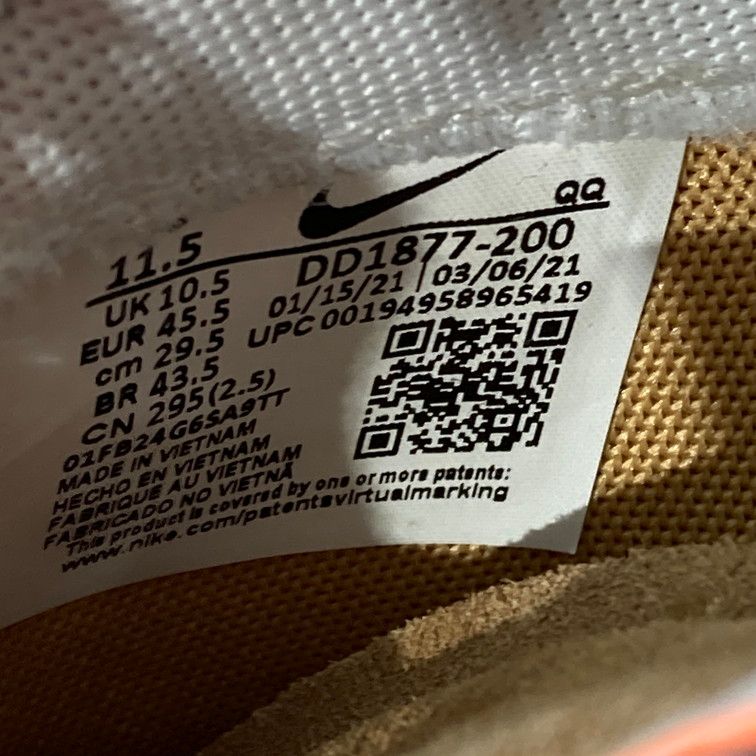 QQ
11.5
DD1877-200
UK 10.5
01/15/21 | 03/06/21
EUR 45.5
UPC 00194958965419
cm 29.5
BR 43.5
CN 295(2.5)
01FB24G6SA9TT
MADE IN VIETNAM
HECHO EN VIETNAM
FABRIQUÉ AU VIETNAM
FABRICADO NO VIETNÃ
This product is covered by one or more patents:
www.nike.com/patentsvirtualmarking